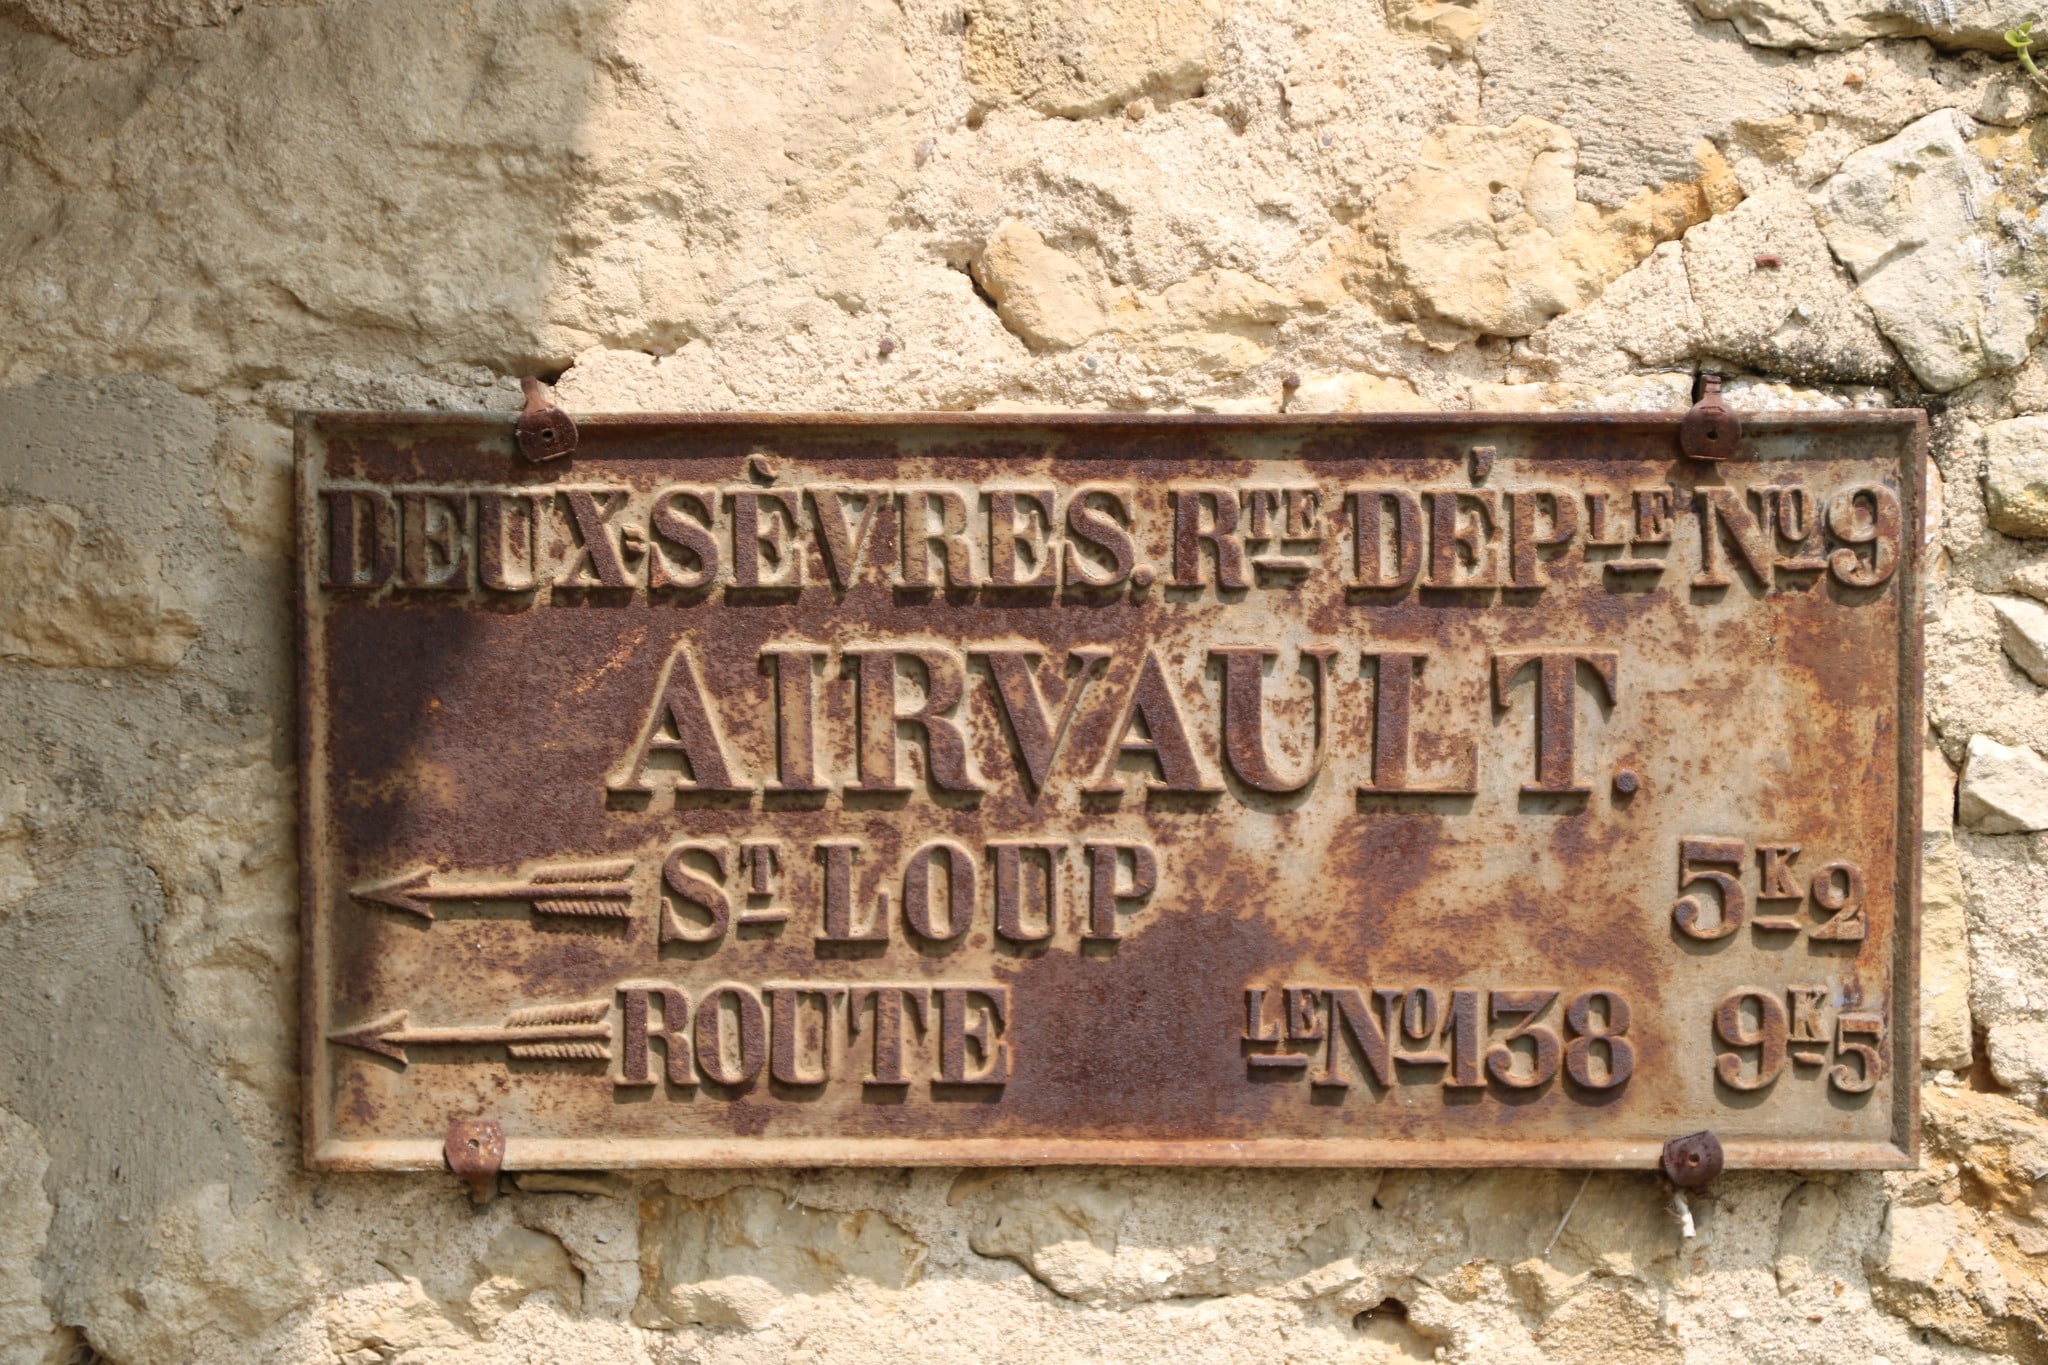 DEUX-SÈVRES. RTE DÉPLE NO 9
AIRVAULT.
ST LOUP 5K2
ROUTE LE NO 138 9K5